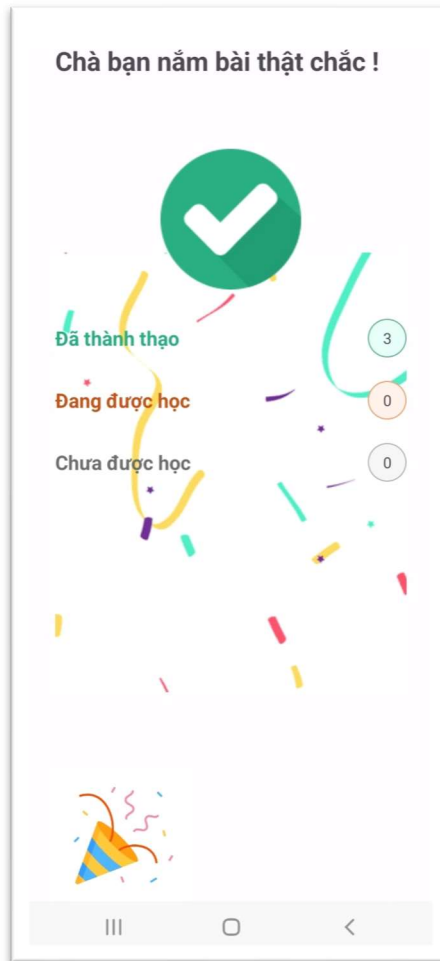 Chà bạn nắm bài thật chắc !
Đã thành thạo 3
Đang được học 0
Chưa được học 0